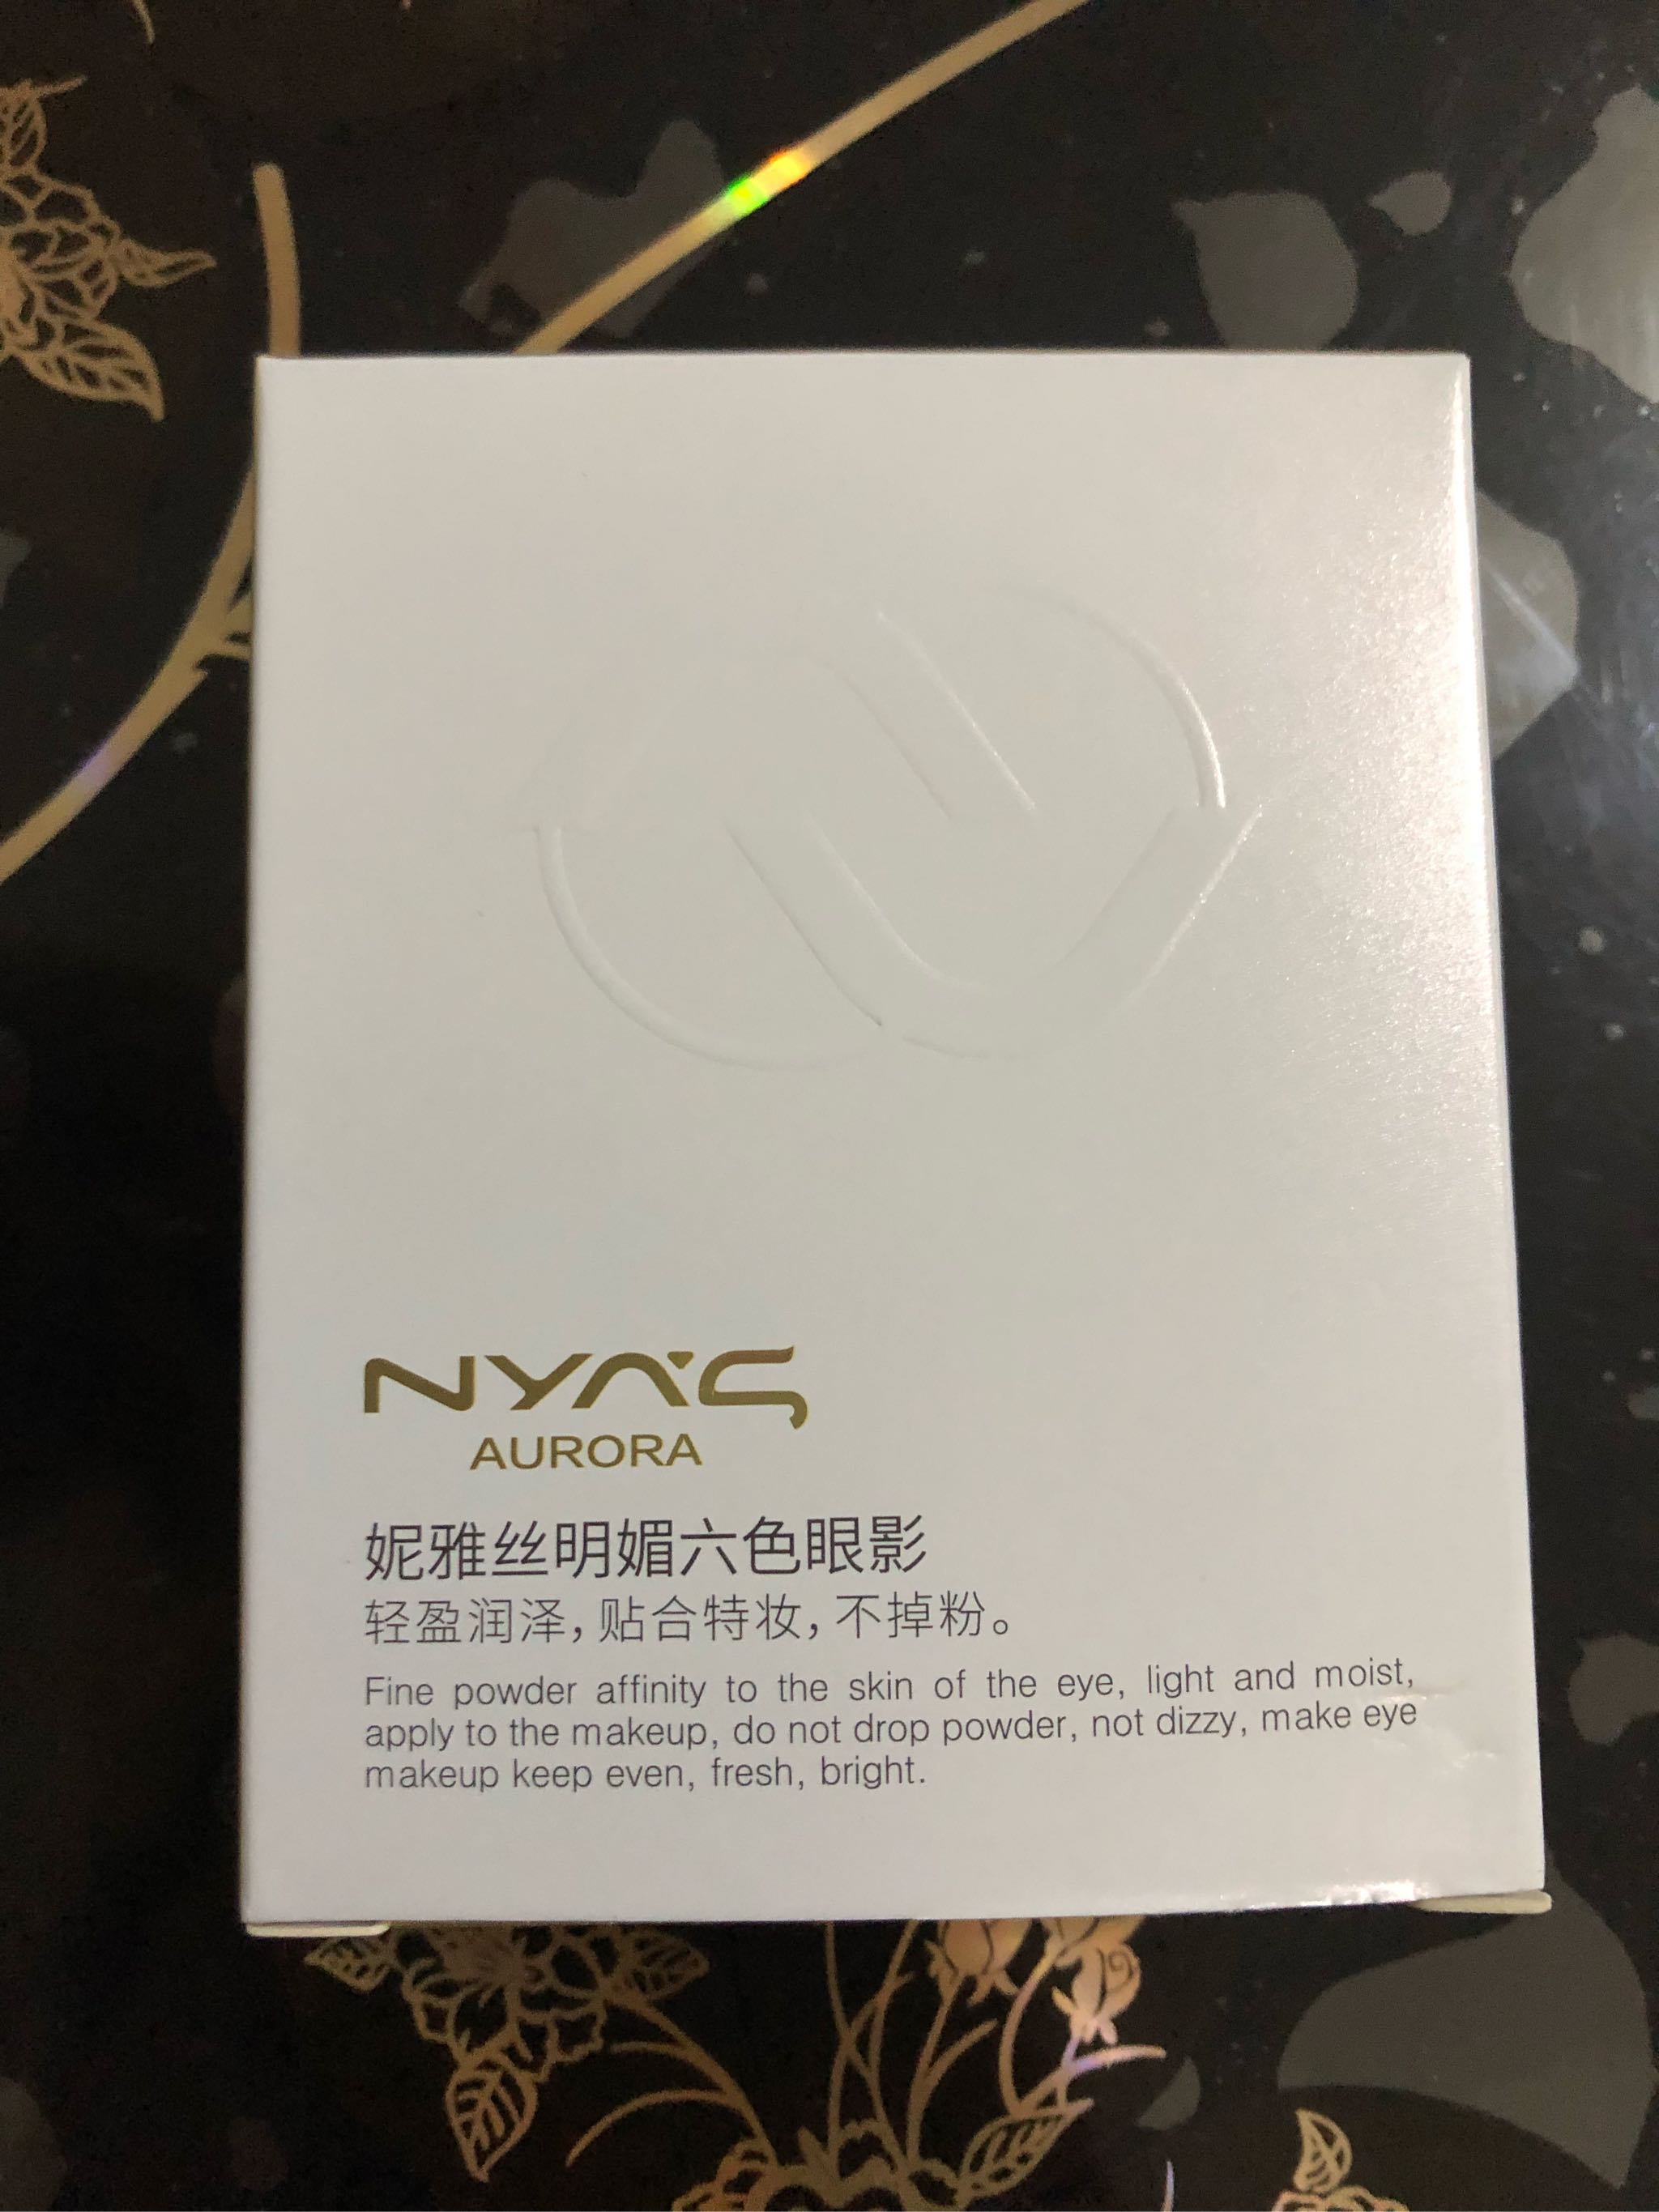 NYA'S
AURORA
妮雅丝明媚六色眼影
轻盈润泽，贴合特妆，不掉粉。
Fine powder affinity to the skin of the eye, light and moist,
apply to the makeup, do not drop powder, not dizzy, make eye
makeup keep even, fresh, bright.